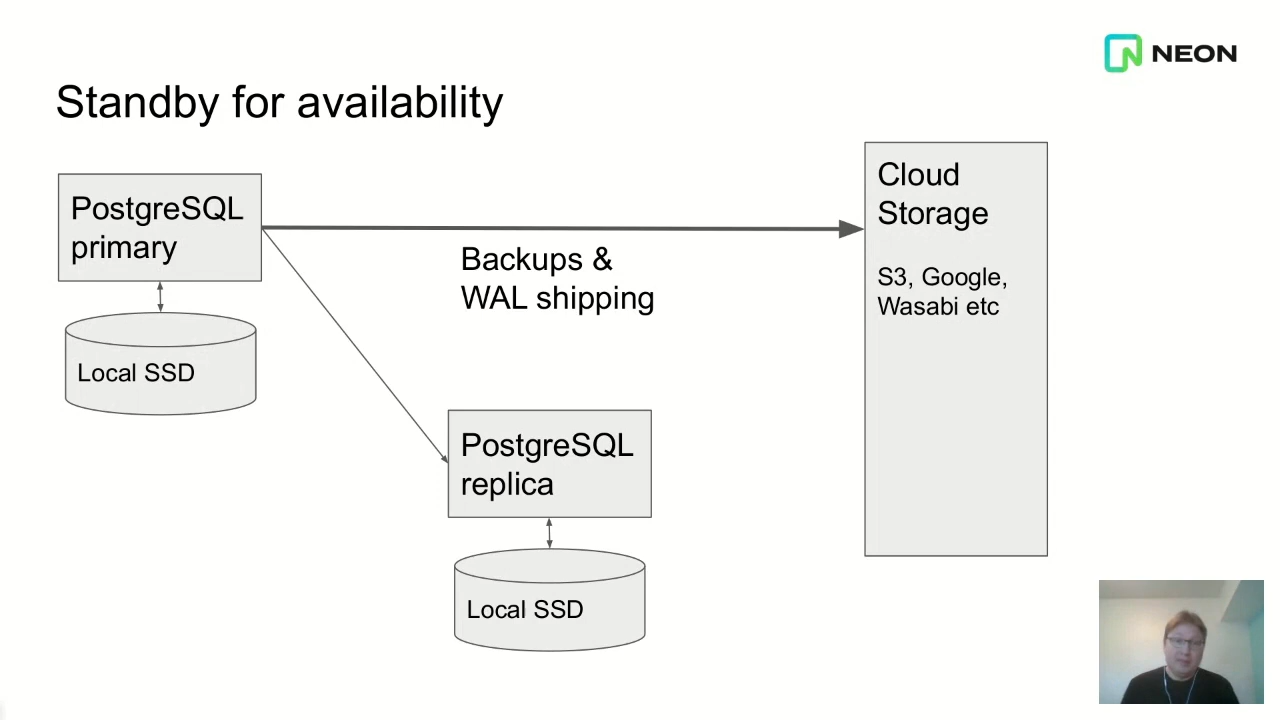 NEON
Standby for availability
PostgreSQL
primary
Local SSD
Backups &
WAL shipping
Cloud
Storage
S3, Google,
Wasabi etc
PostgreSQL
replica
Local SSD